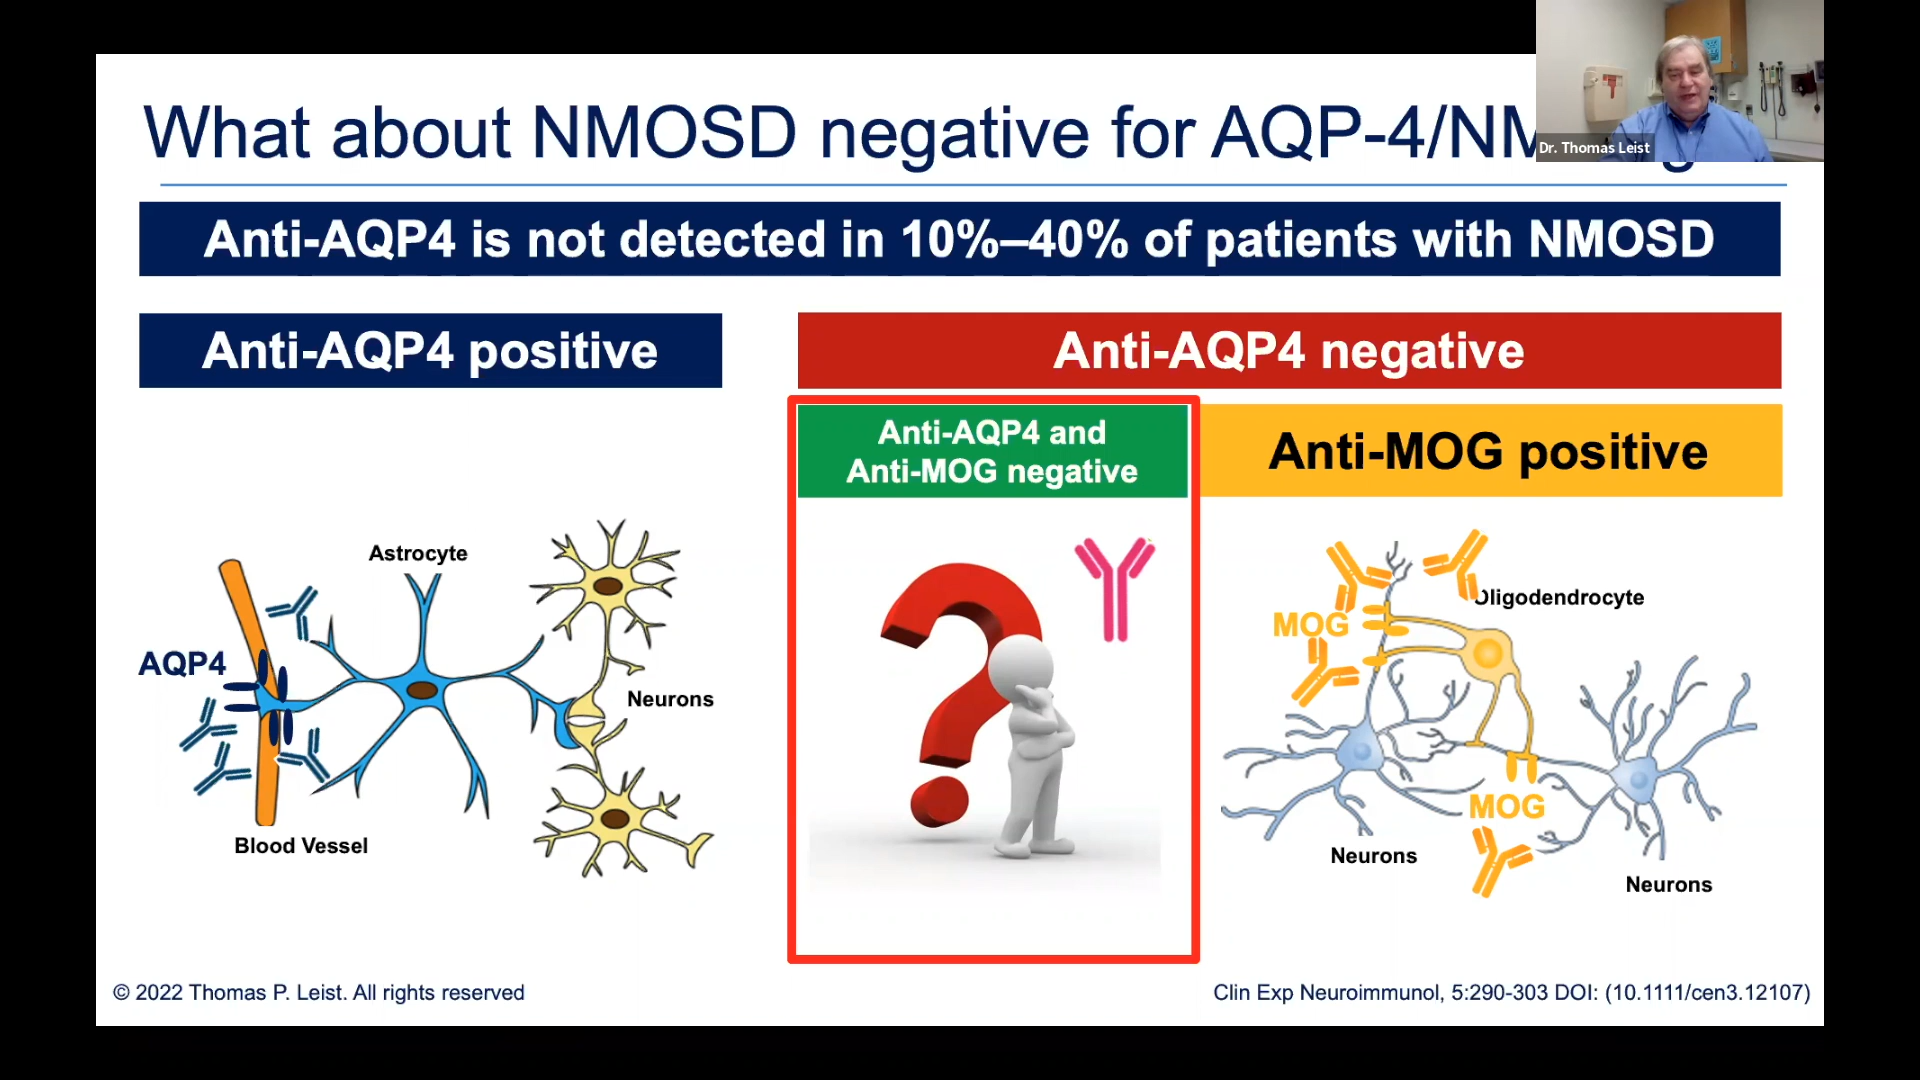 What about NMOSD negative for AQP-4/NM
Dr. Thomas Leist
Anti-AQP4 is not detected in 10%–40% of patients with NMOSD
Anti-AQP4 positive
Anti-AQP4 negative
Anti-AQP4 and
Anti-MOG negative
Anti-MOG positive
Astrocyte
AQP4
Neurons
Blood Vessel
Oligodendrocyte
MOG
MOG
Neurons
Neurons
© 2022 Thomas P. Leist. All rights reserved
Clin Exp Neuroimmunol, 5:290-303 DOI: (10.1111/cen3.12107)